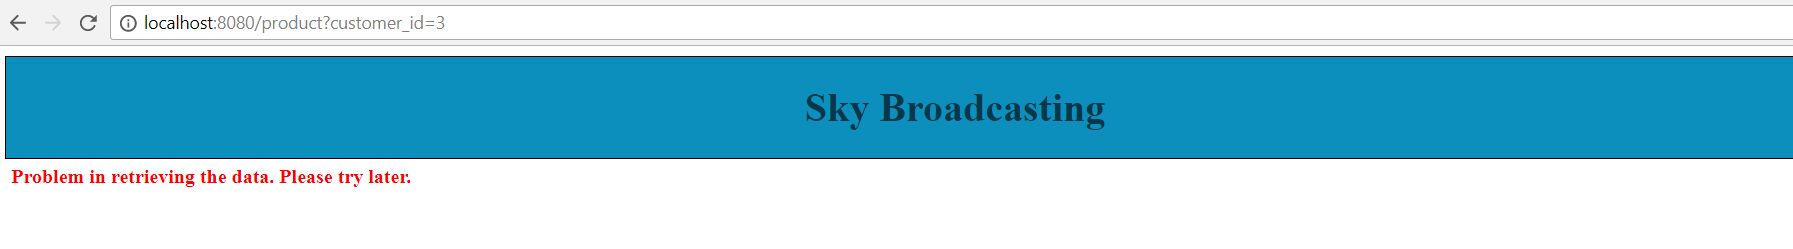 localhost:8080/product?customer_id=3
Sky Broadcasting
Problem in retrieving the data. Please try later.